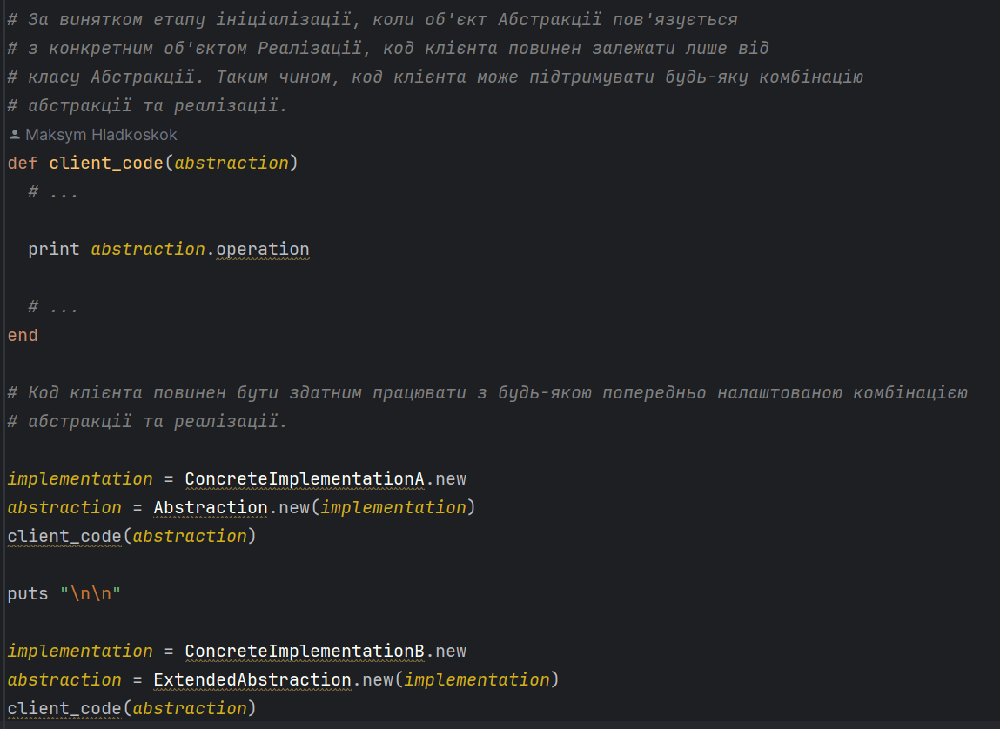 # За винятком етапу ініціалізації, коли об'єкт Абстракції пов'язується
# з конкретним об'єктом Реалізації, код клієнта повинен залежати лише від
# класу Абстракції. Таким чином, код клієнта може підтримувати будь-яку комбінацію
# абстракції та реалізації.
Maksym Hladkoskok
def client_code(abstraction)
  # ...
  print abstraction.operation
  # ...
end
# Код клієнта повинен бути здатним працювати з будь-якою попередньо налаштованою комбінацією
# абстракції та реалізації.
implementation = ConcreteImplementationA.new
abstraction = Abstraction.new(implementation)
client_code(abstraction)
puts "\n\n"
implementation = ConcreteImplementationB.new
abstraction = ExtendedAbstraction.new(implementation)
client_code(abstraction)